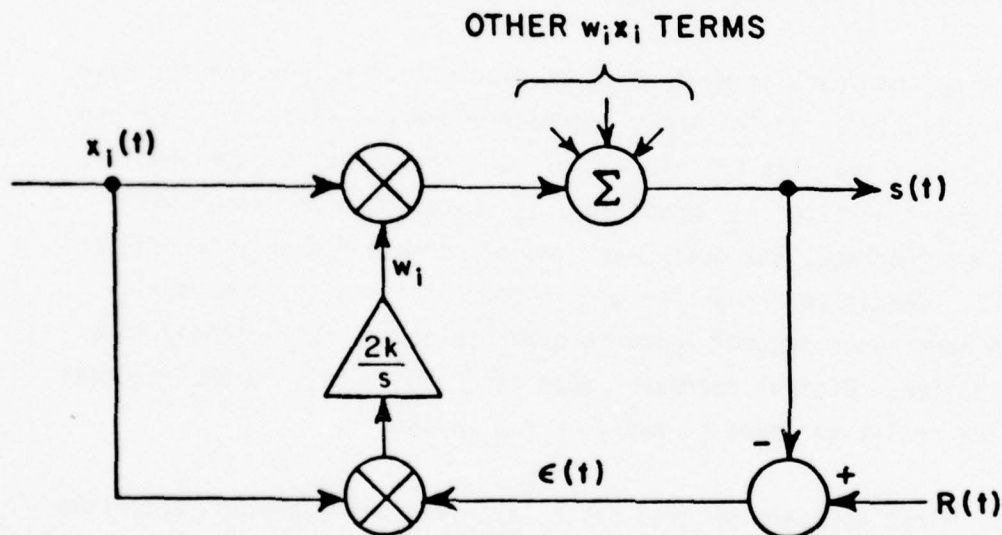 OTHER wᵢxᵢ TERMS
xᵢ(t)
Σ
s(t)
wᵢ
2k
s
-
ϵ(t)
+
R(t)